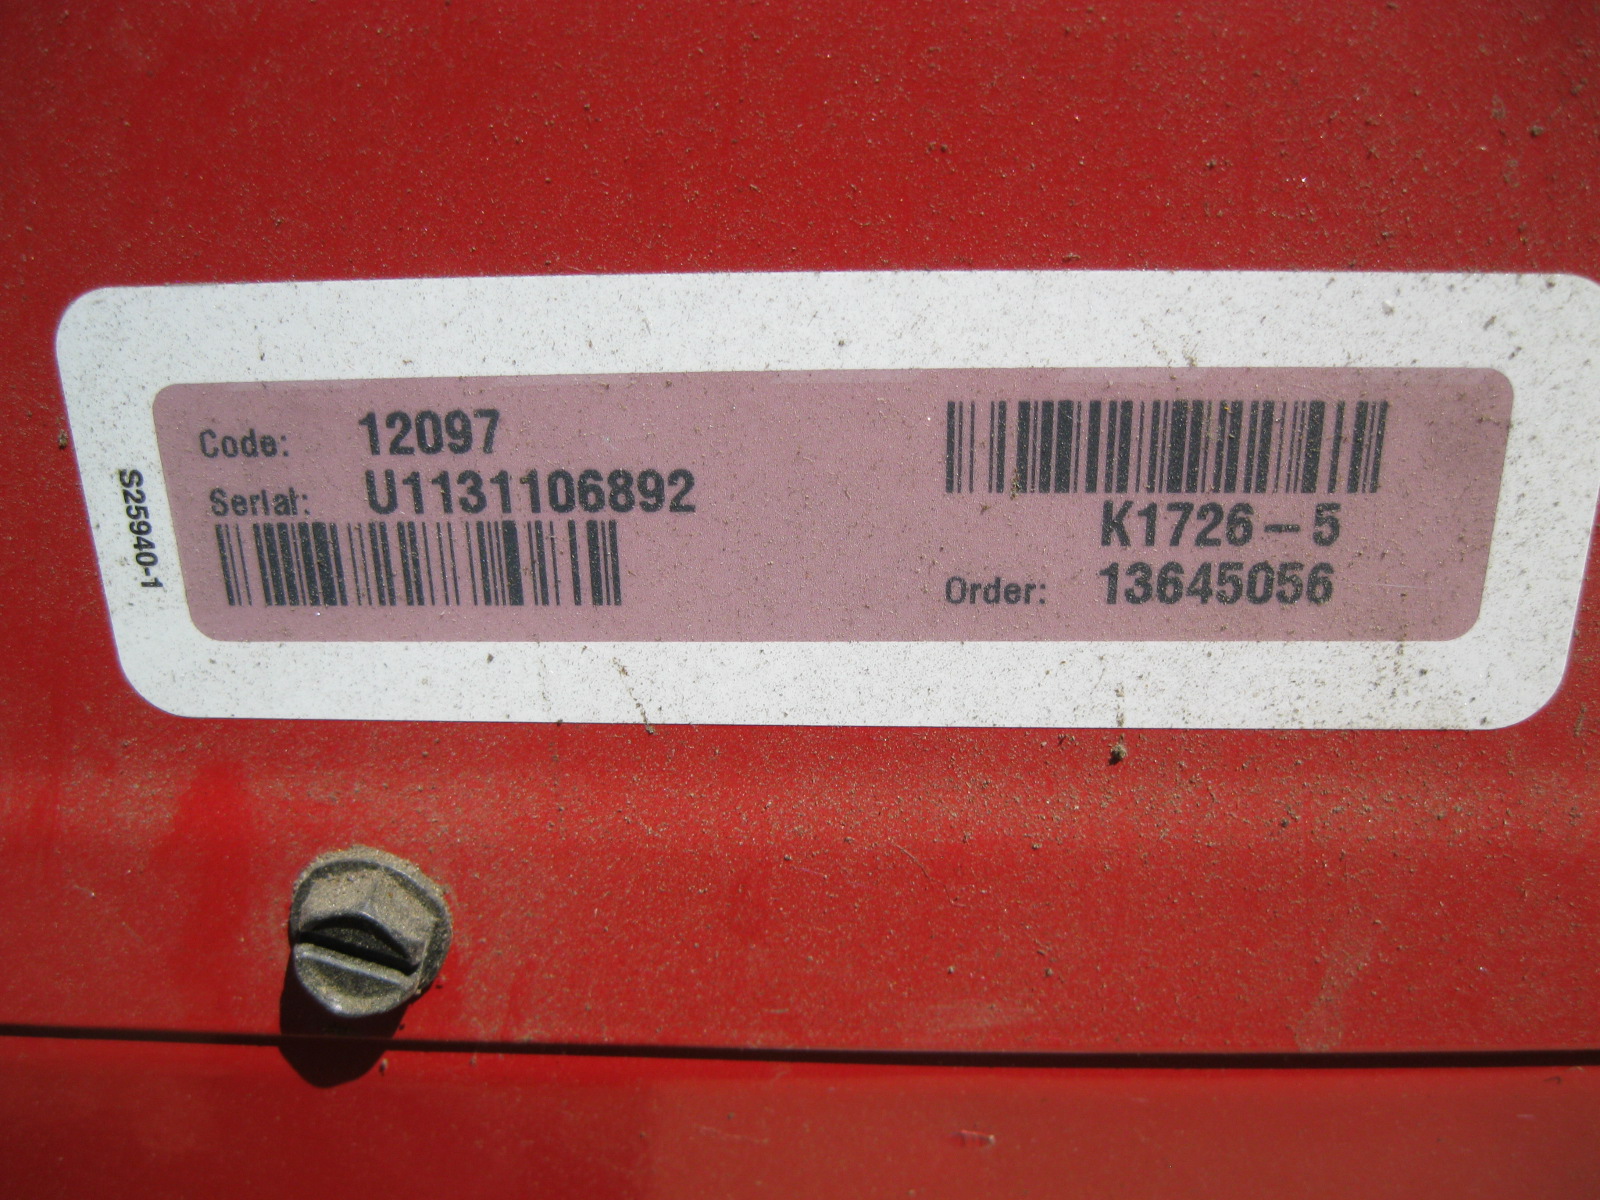 Code: 12097
Serial: U1131106892
K1726-5
Order: 13645056
S25940-1